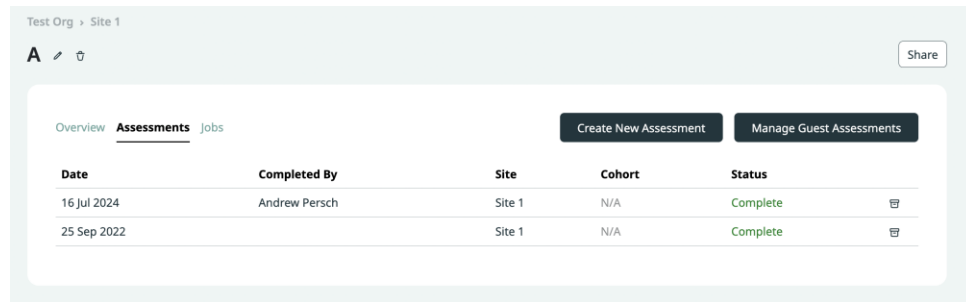 Test Org › Site 1
A
Share
Overview Assessments Jobs
Create New Assessment Manage Guest Assessments
Date Completed By Site Cohort Status
16 Jul 2024 Andrew Persch Site 1 N/A Complete
25 Sep 2022 Site 1 N/A Complete